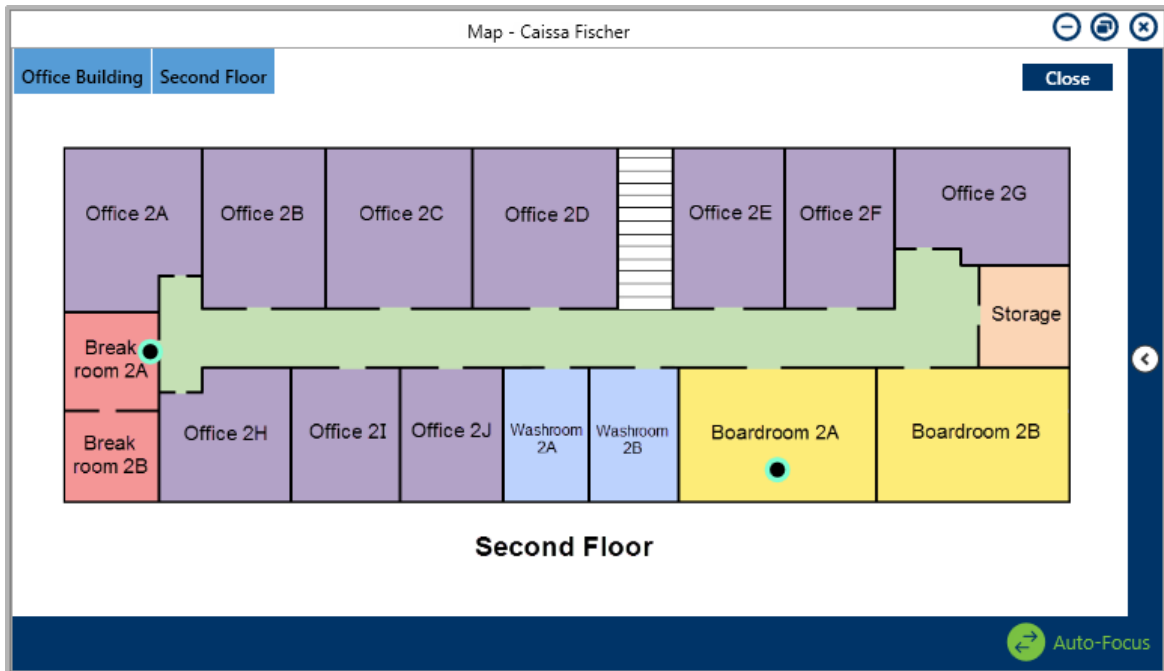 Map - Caissa Fischer
Office Building
Second Floor
Close
Office 2A
Office 2B
Office 2C
Office 2D
Office 2E
Office 2F
Office 2G
Storage
Break
room 2A
Break
room 2B
Office 2H
Office 2I
Office 2J
Washroom
2A
Washroom
2B
Boardroom 2A
Boardroom 2B
Second Floor
Auto-Focus